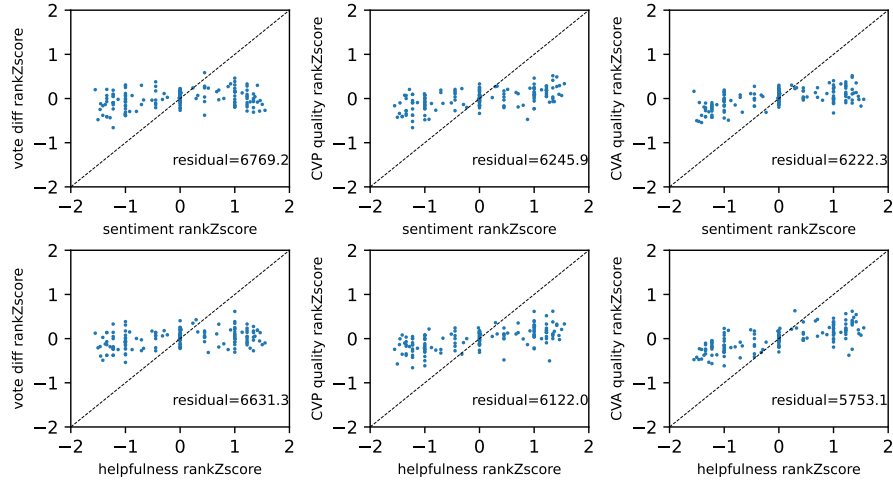 2
1
0
−1
−2
vote diff rankZscore
residual=6769.2
−2 −1 0 1 2
sentiment rankZscore
2
1
0
−1
−2
CVP quality rankZscore
residual=6245.9
−2 −1 0 1 2
sentiment rankZscore
2
1
0
−1
−2
CVA quality rankZscore
residual=6222.3
−2 −1 0 1 2
sentiment rankZscore
2
1
0
−1
−2
vote diff rankZscore
residual=6631.3
−2 −1 0 1 2
helpfulness rankZscore
2
1
0
−1
−2
CVP quality rankZscore
residual=6122.0
−2 −1 0 1 2
helpfulness rankZscore
2
1
0
−1
−2
CVA quality rankZscore
residual=5753.1
−2 −1 0 1 2
helpfulness rankZscore